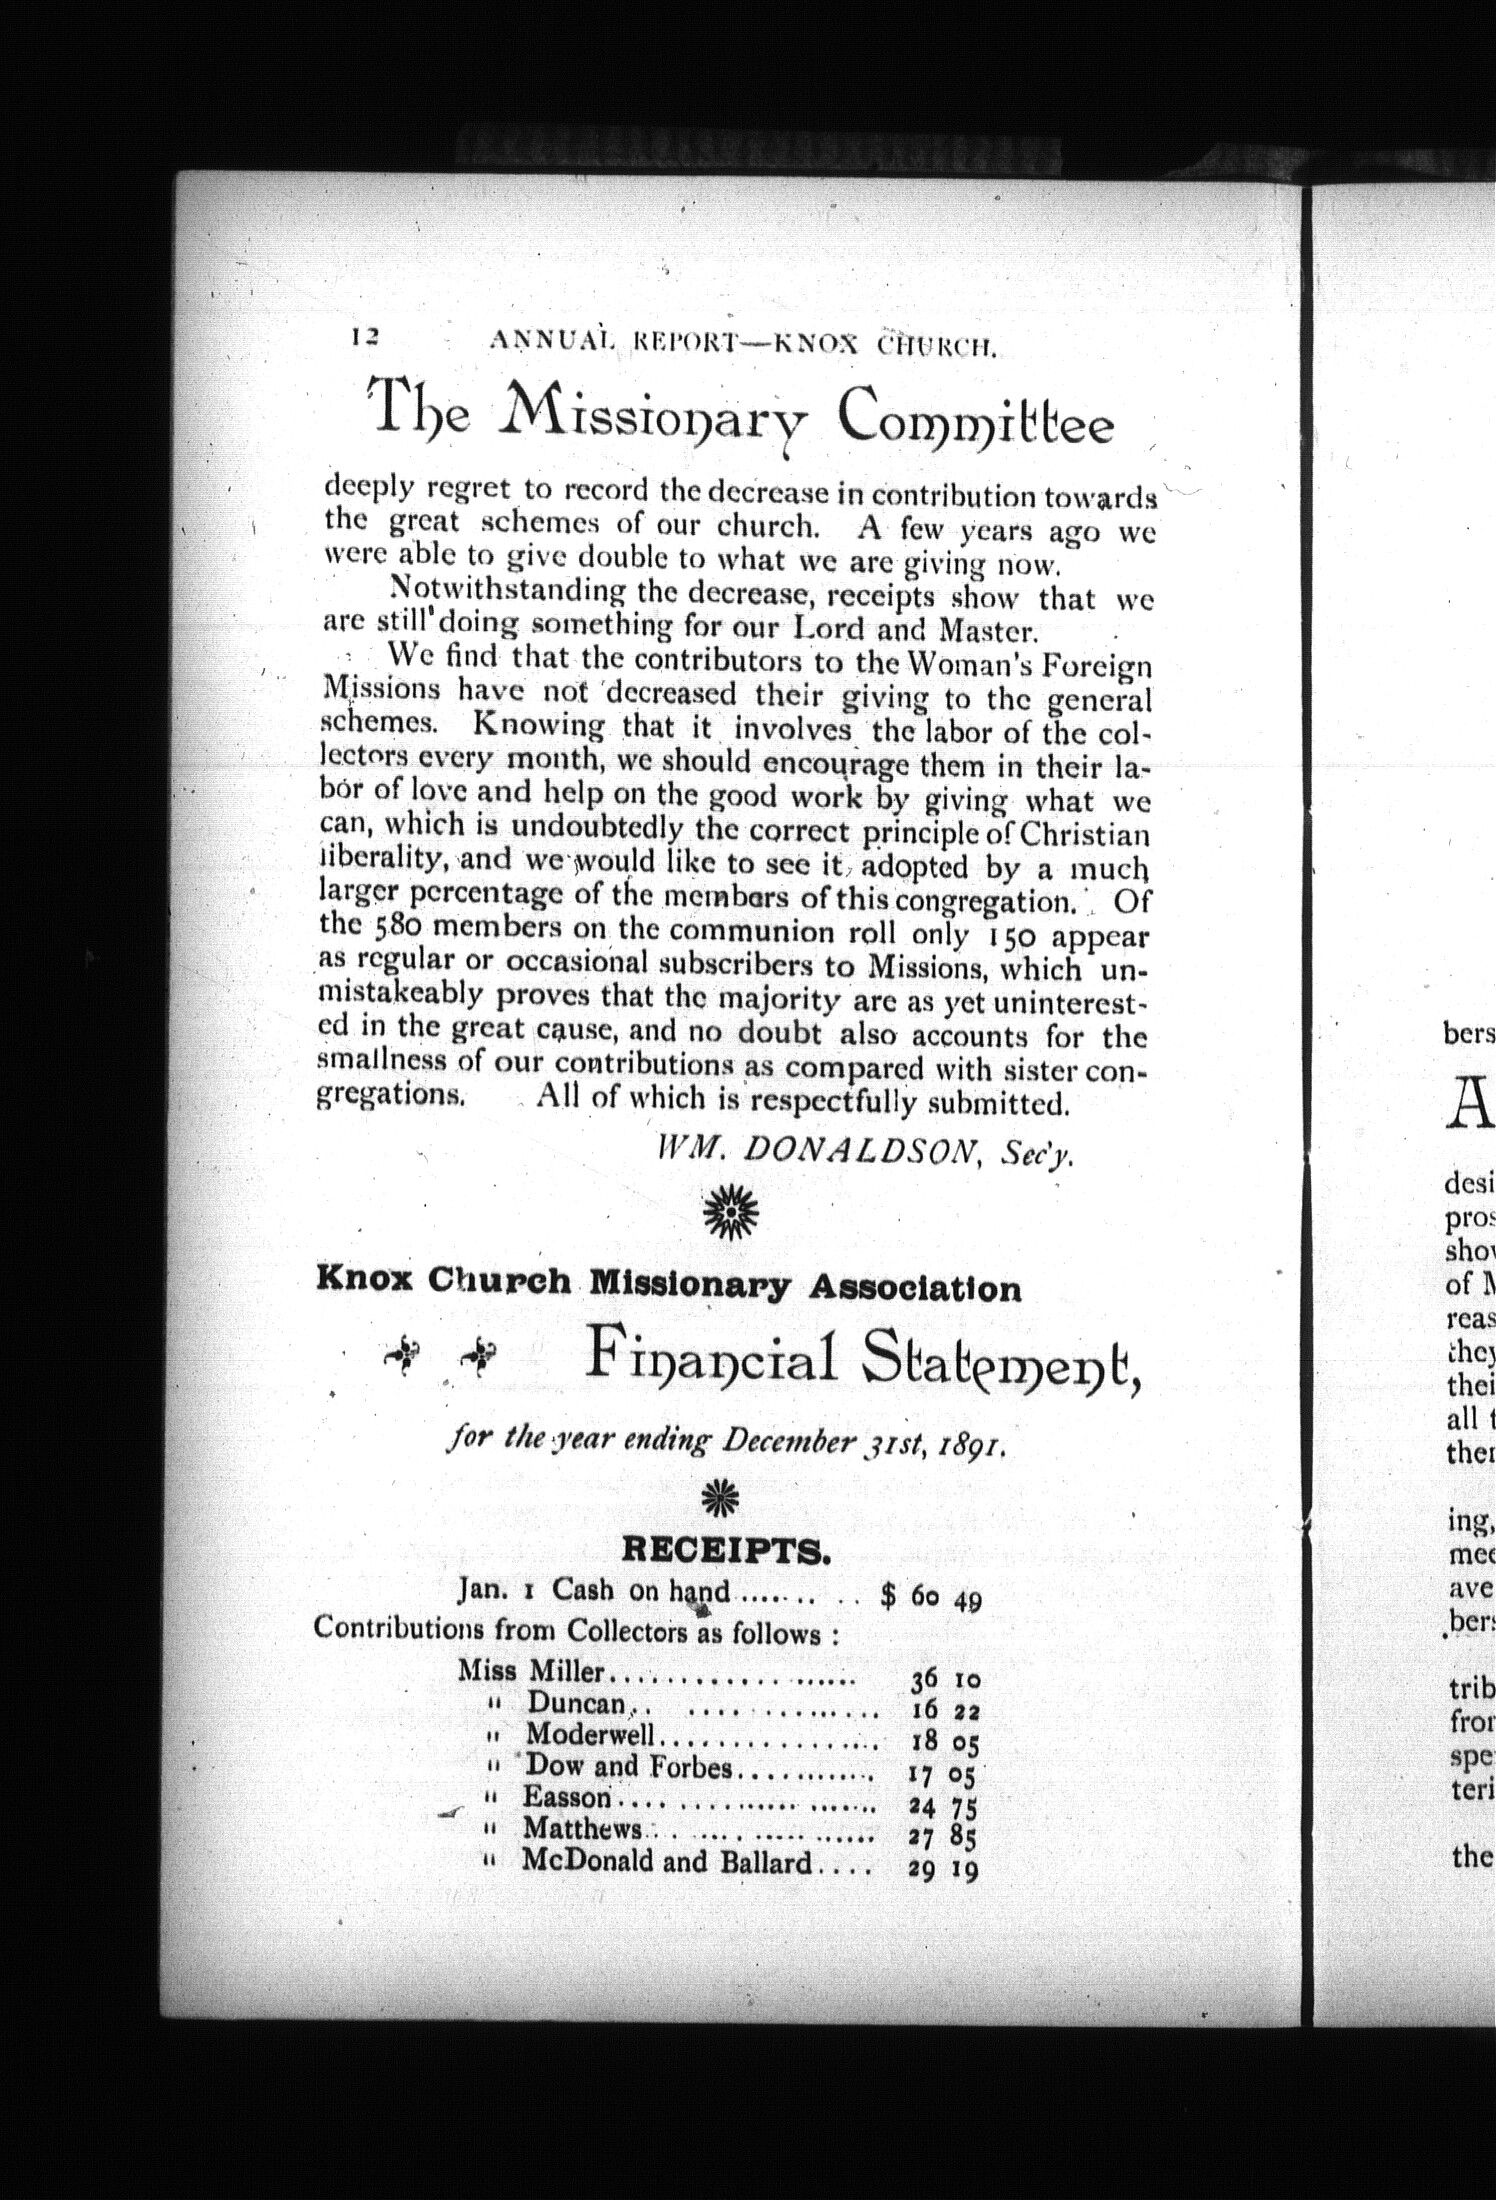 12 ANNUAL REPORT—KNOX CHURCH.
The Missionary Committee
deeply regret to record the decrease in contribution towards
the great schemes of our church. A few years ago we
were able to give double to what we are giving now.
Notwithstanding the decrease, receipts show that we
are still doing something for our Lord and Master.
We find that the contributors to the Woman's Foreign
Missions have not decreased their giving to the general
schemes. Knowing that it involves the labor of the col-
lectors every month, we should encourage them in their la-
bor of love and help on the good work by giving what we
can, which is undoubtedly the correct principle of Christian
liberality, and we would like to see it, adopted by a much
larger percentage of the members of this congregation. Of
the 580 members on the communion roll only 150 appear
as regular or occasional subscribers to Missions, which un-
mistakeably proves that the majority are as yet uninterest-
ed in the great cause, and no doubt also accounts for the
smallness of our contributions as compared with sister con-
gregations. All of which is respectfully submitted.
WM. DONALDSON, Sec'y.
Knox Church Missionary Association
Financial Statement,
for the year ending December 31st, 1891.
RECEIPTS.
Jan. 1 Cash on hand ........ .. $ 60 49
Contributions from Collectors as follows :
Miss Miller.................. 36 10
" Duncan.. .............. 16 22
" Moderwell................ 18 05
" Dow and Forbes........... 17 05
" Easson.................. 24 75
" Matthews................ 27 85
" McDonald and Ballard.... 29 19
bers
A
desi
pros
show
of M
reas
they
thei
all t
ther
ing,
mee
ave
bers
trib
from
spe
teri
the